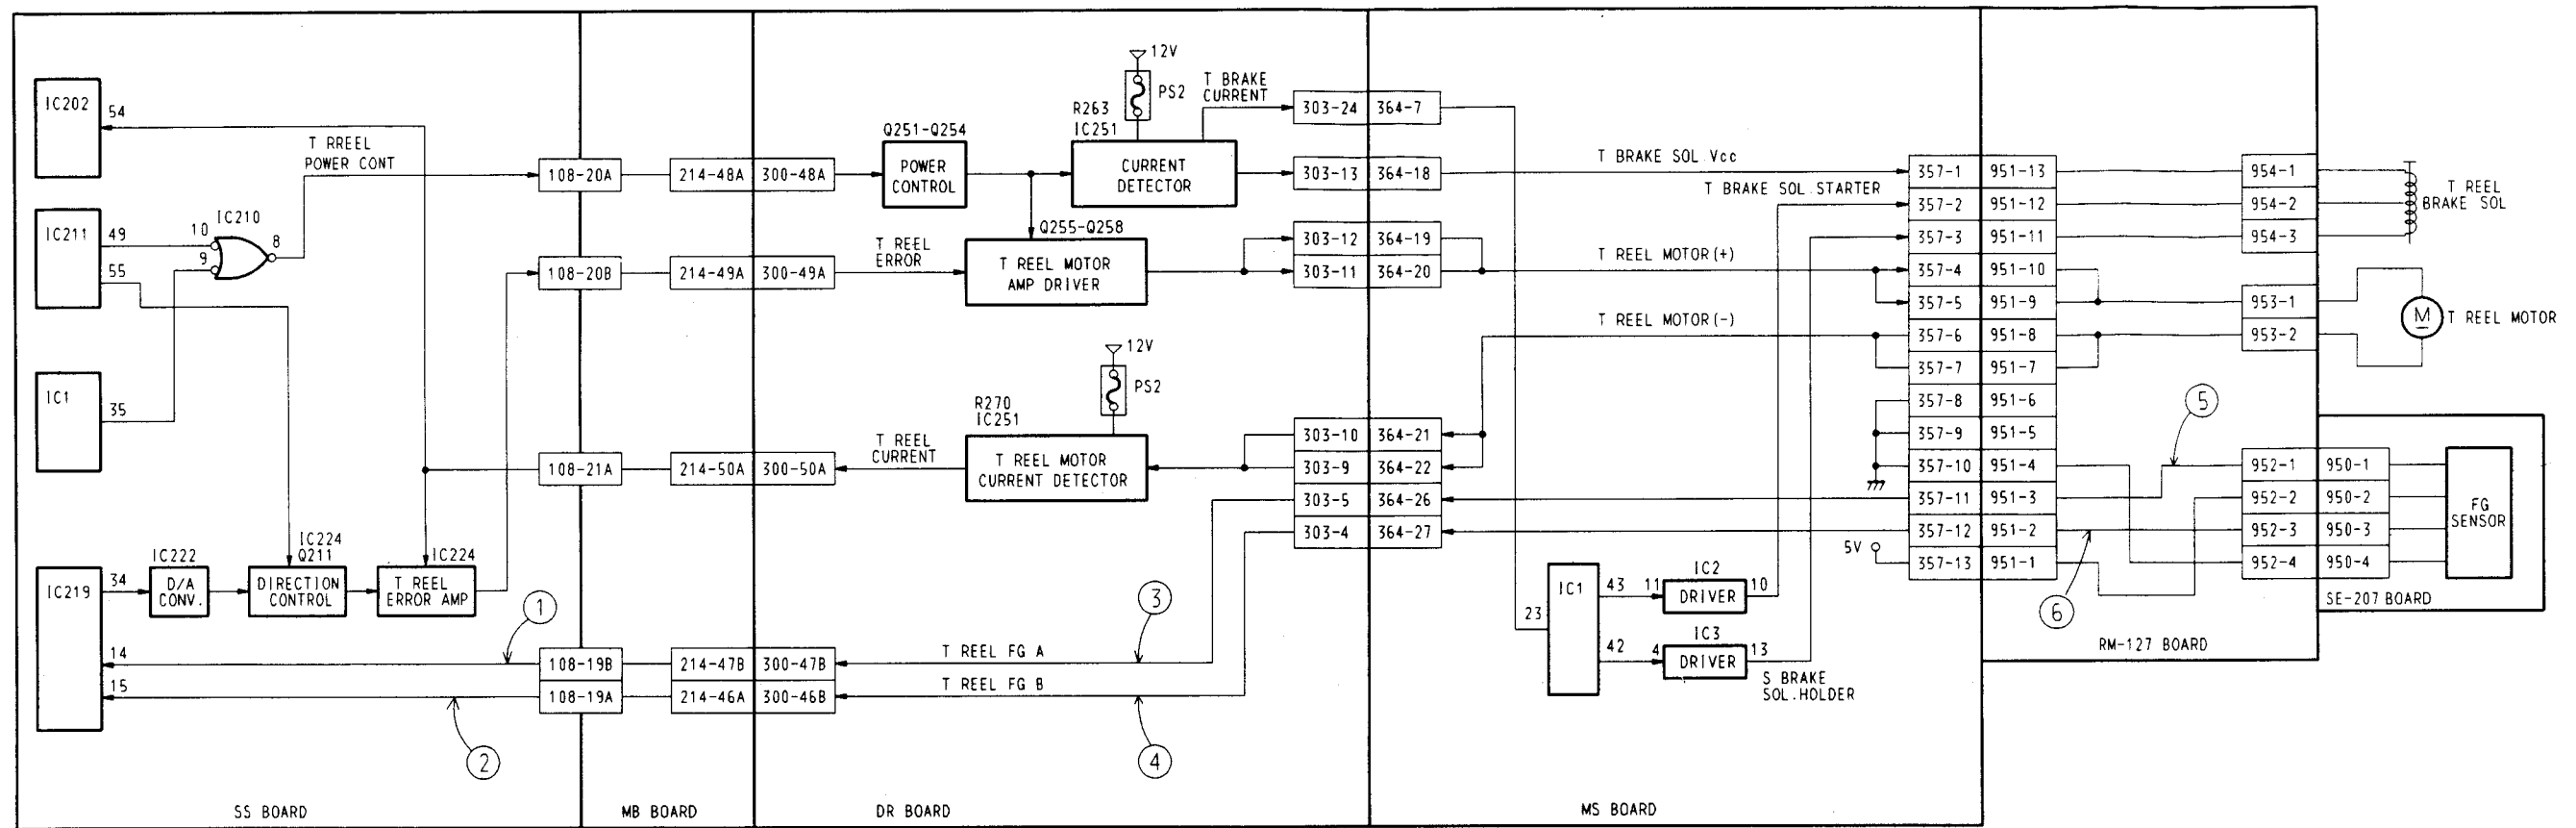 IC202
54
T RREEL
POWER CONT
IC211
49
55
IC210
10
9
8
IC1
35
IC219
34
14
15
IC222
D/A
CONV.
IC224
Q211
DIRECTION
CONTROL
IC224
T REEL
ERROR AMP
1
2
SS BOARD
108-20A
108-20B
108-21A
108-19B
108-19A
MB BOARD
214-48A
214-49A
214-50A
214-47B
214-46A
300-48A
300-49A
300-50A
300-47B
300-46B
DR BOARD
Q251-Q254
POWER
CONTROL
12V
PS2
R263
IC251
CURRENT
DETECTOR
T BRAKE
CURRENT
T REEL
ERROR
Q255-Q258
T REEL MOTOR
AMP DRIVER
12V
PS2
R270
IC251
T REEL MOTOR
CURRENT DETECTOR
T REEL
CURRENT
T REEL FG A
T REEL FG B
3
4
303-24
303-13
303-12
303-11
303-10
303-9
303-5
303-4
364-7
364-18
364-19
364-20
364-21
364-22
364-26
364-27
MS BOARD
T BRAKE SOL.Vcc
T BRAKE SOL.STARTER
T REEL MOTOR(+)
T REEL MOTOR(-)
23
IC1
43
42
11
IC2
DRIVER
10
4
IC3
DRIVER
13
S BRAKE
SOL.HOLDER
5V
357-1
357-2
357-3
357-4
357-5
357-6
357-7
357-8
357-9
357-10
357-11
357-12
357-13
951-13
951-12
951-11
951-10
951-9
951-8
951-7
951-6
951-5
951-4
951-3
951-2
951-1
5
6
RM-127 BOARD
954-1
954-2
954-3
953-1
953-2
952-1
952-2
952-3
952-4
950-1
950-2
950-3
950-4
T REEL
BRAKE SOL
M
T REEL MOTOR
FG
SENSOR
SE-207 BOARD